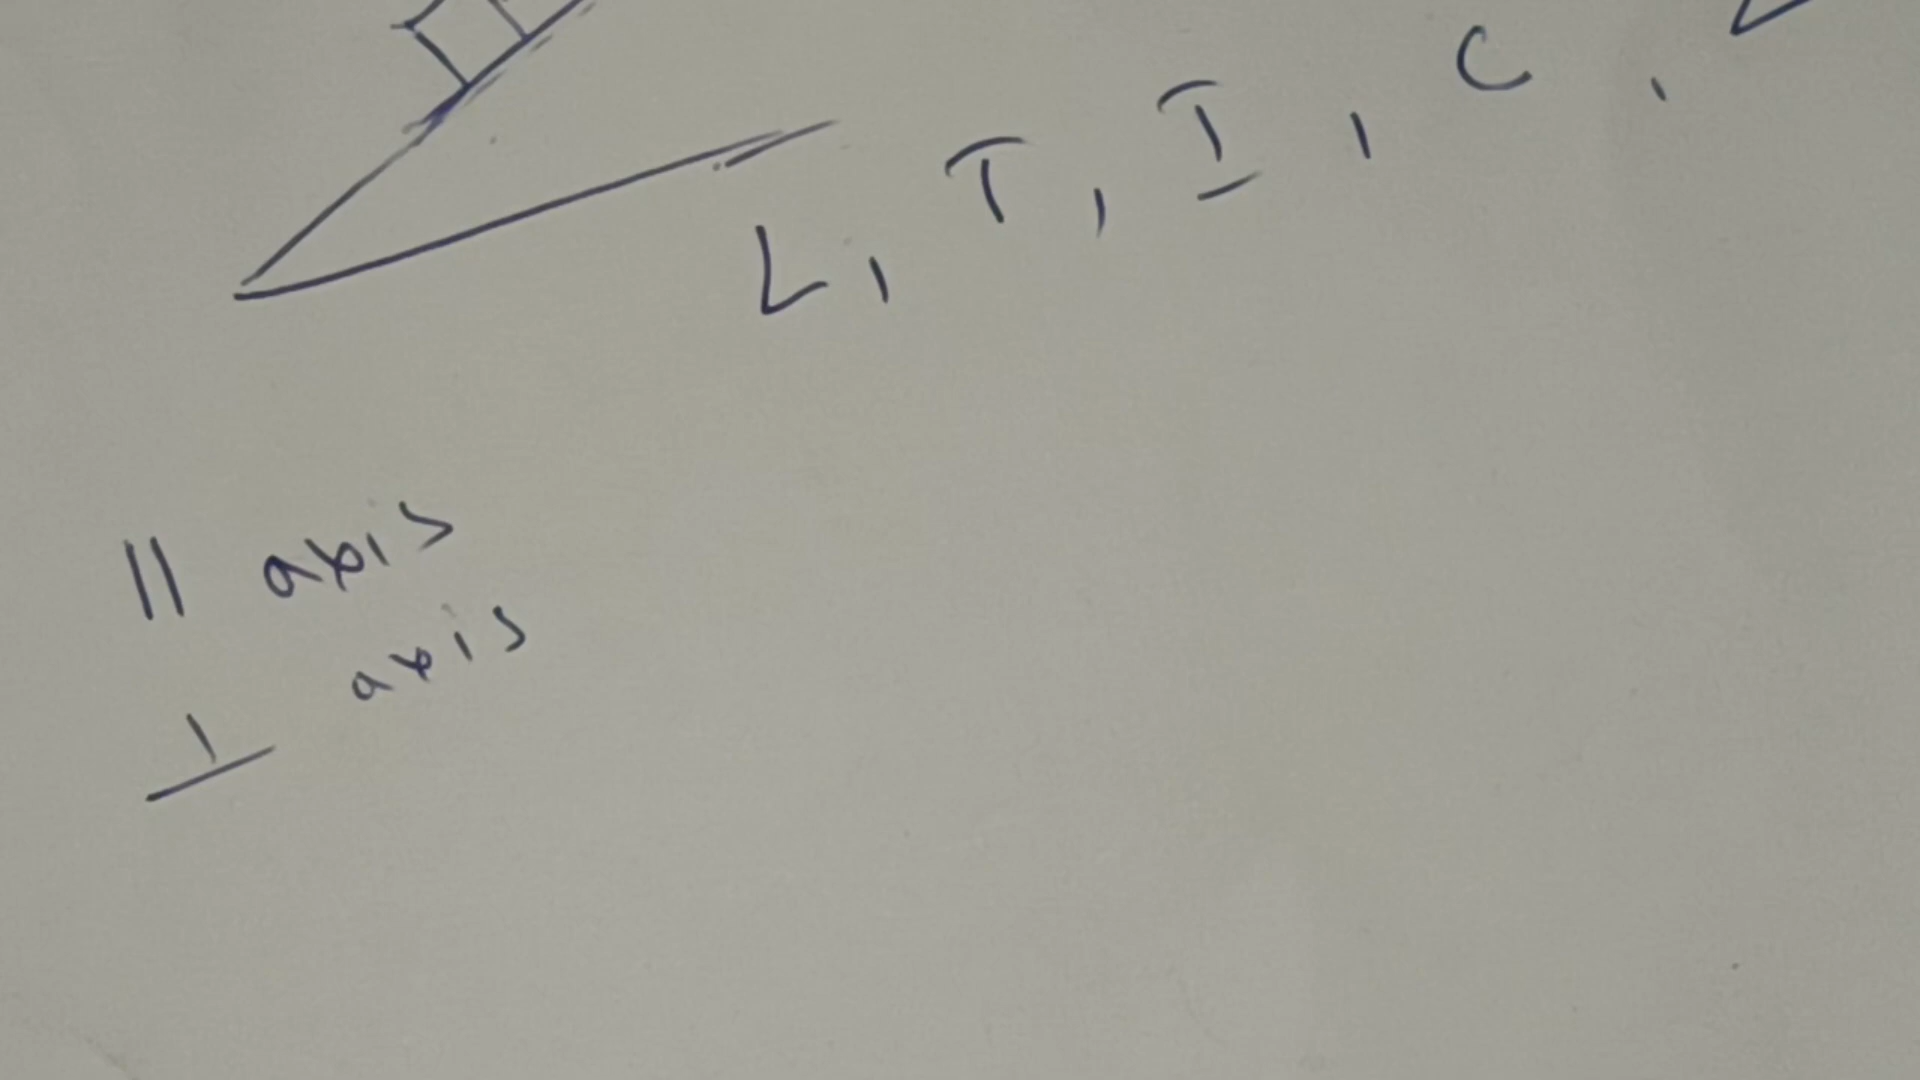 L, T, I, C,
|| axis
⊥ axis